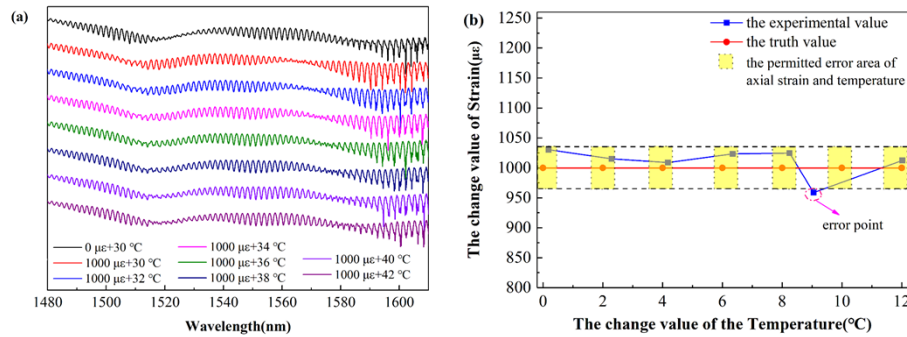 (a)
0 με+30 ℃
1000 με+30 ℃
1000 με+32 ℃
1000 με+34 ℃
1000 με+36 ℃
1000 με+38 ℃
1000 με+40 ℃
1000 με+42 ℃
1480 1500 1520 1540 1560 1580 1600
Wavelength(nm)
(b)
the experimental value
the truth value
the permitted error area of
axial strain and temperature
1250
1200
1150
1100
1050
1000
950
900
850
800
The change value of Strain(με)
error point
0 2 4 6 8 10 12
The change value of the Temperature(℃)